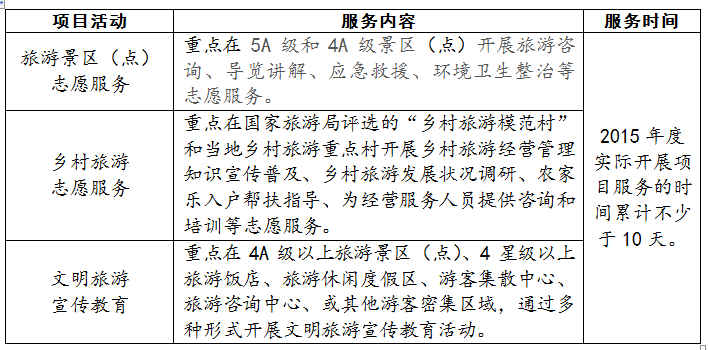 项目活动
服务内容
服务时间
旅游景区（点）
志愿服务
重点在 5A 级和 4A 级景区（点）开展旅游咨
询、导览讲解、应急救援、环境卫生整治等
志愿服务。
乡村旅游
志愿服务
重点在国家旅游局评选的“乡村旅游模范村”
和当地乡村旅游重点村开展乡村旅游经营管理
知识宣传普及、乡村旅游发展状况调研、农家
乐入户帮扶指导、为经营服务人员提供咨询和
培训等志愿服务。
文明旅游
宣传教育
重点在 4A 级以上旅游景区（点）、4 星级以上
旅游饭店、旅游休闲度假区、游客集散中心、
旅游咨询中心、或其他游客密集区域，通过多
种形式开展文明旅游宣传教育活动。
2015 年度
实际开展项
目服务的时
间累计不少
于 10 天。